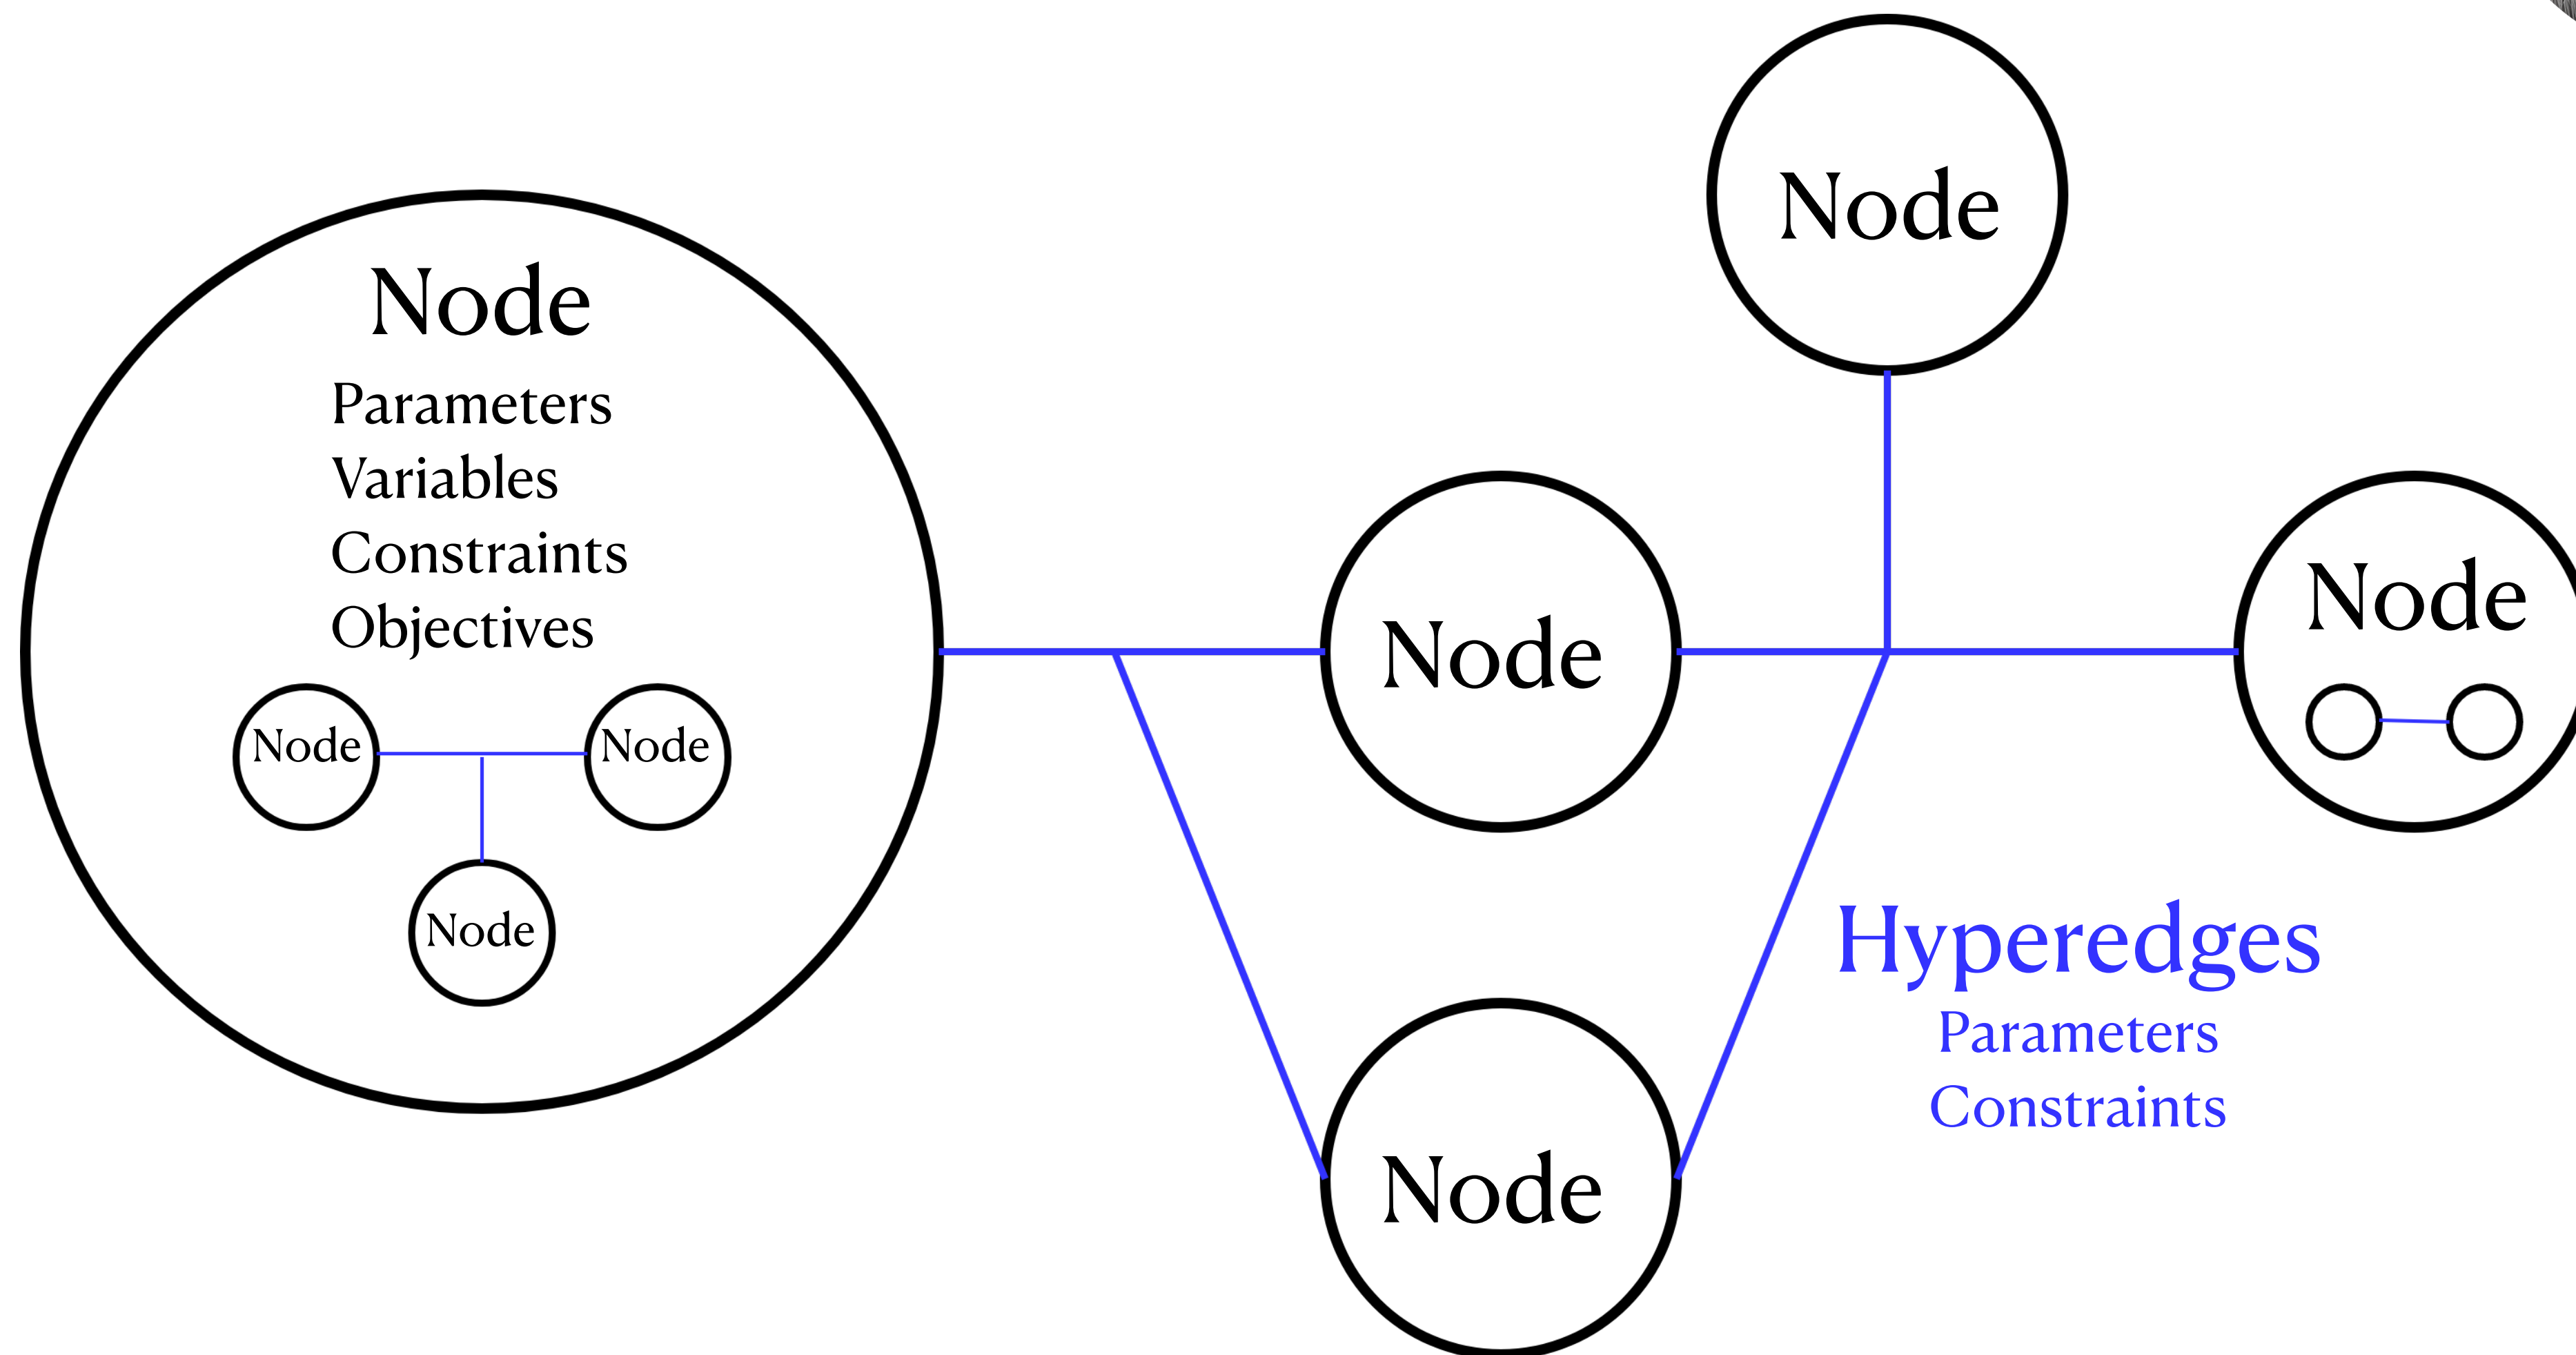 Node
Parameters
Variables
Constraints
Objectives
Node
Node
Node
Node
Node
Node
Node
Hyperedges
Parameters
Constraints